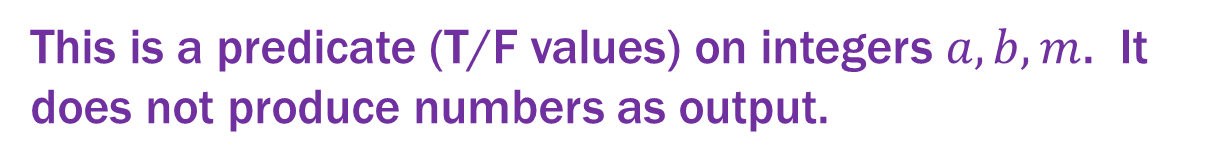 This is a predicate (T/F values) on integers 𝑎, 𝑏, 𝑚. It
does not produce numbers as output.